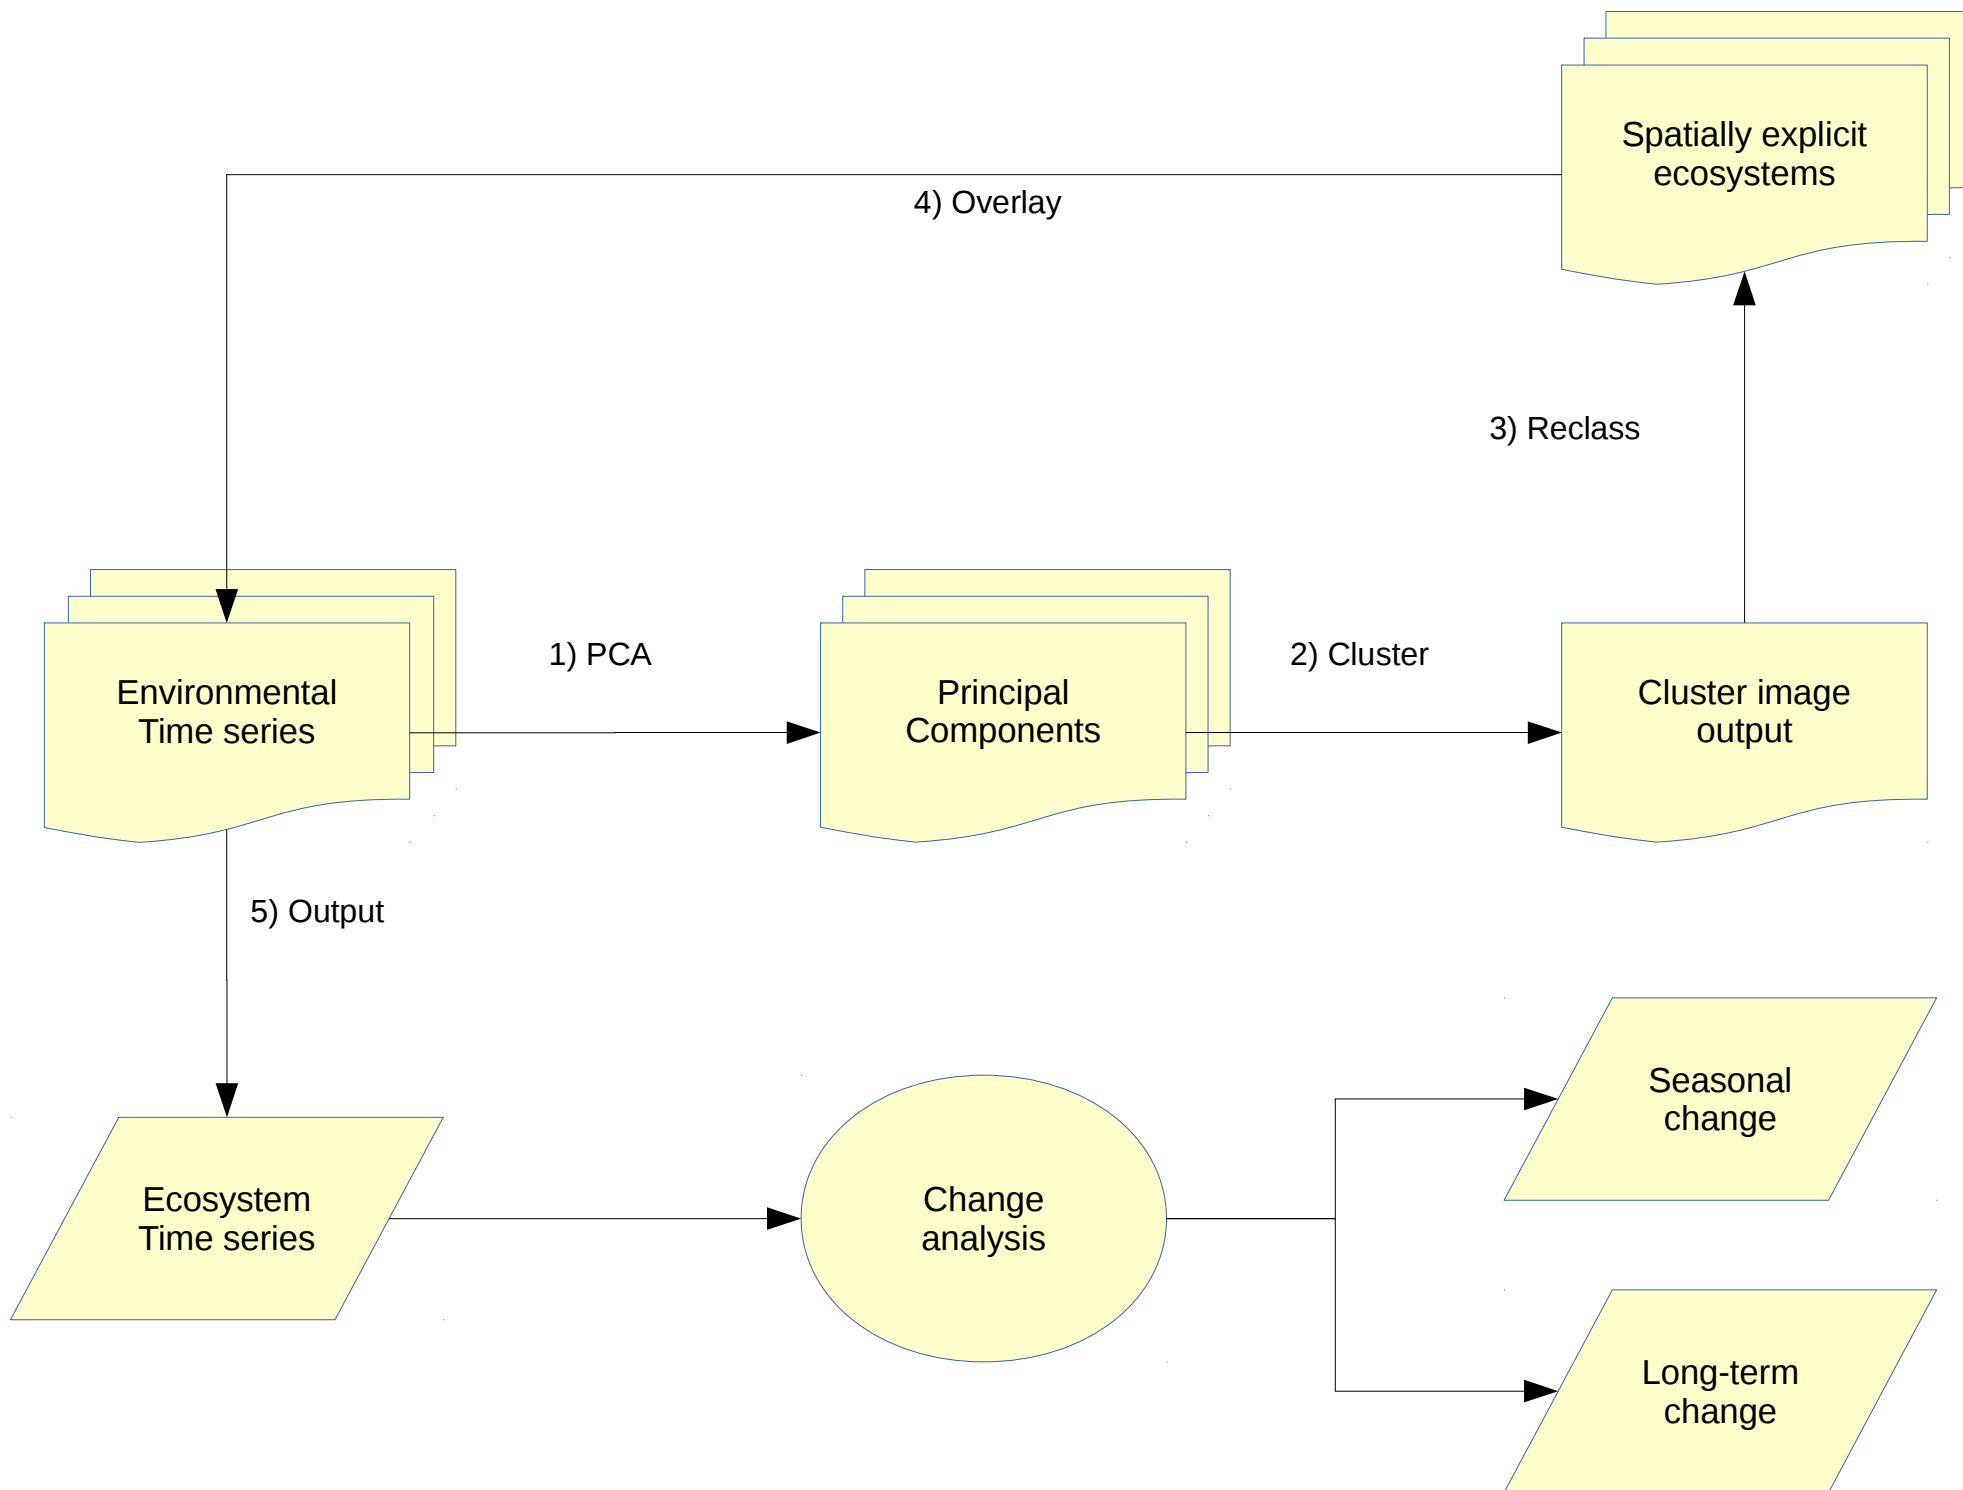 Spatially explicit
ecosystems
4) Overlay
3) Reclass
Environmental
Time series
1) PCA
Principal
Components
2) Cluster
Cluster image
output
5) Output
Ecosystem
Time series
Change
analysis
Seasonal
change
Long-term
change